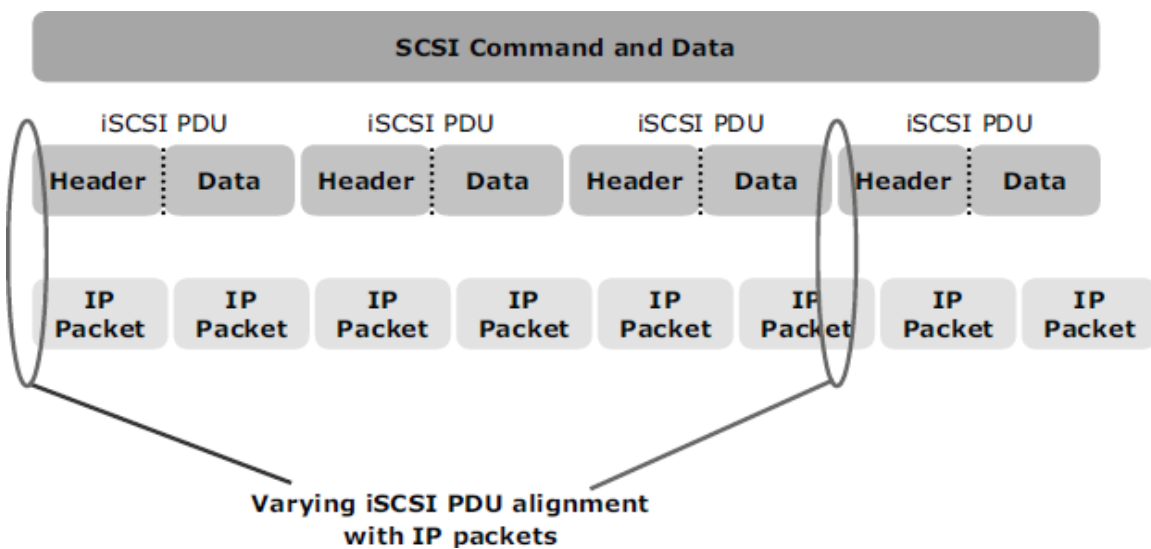 SCSI Command and Data
iSCSI PDU iSCSI PDU iSCSI PDU iSCSI PDU
Header Data Header Data Header Data Header Data
IP IP IP IP IP IP IP IP
Packet Packet Packet Packet Packet Packet Packet Packet
Varying iSCSI PDU alignment
with IP packets